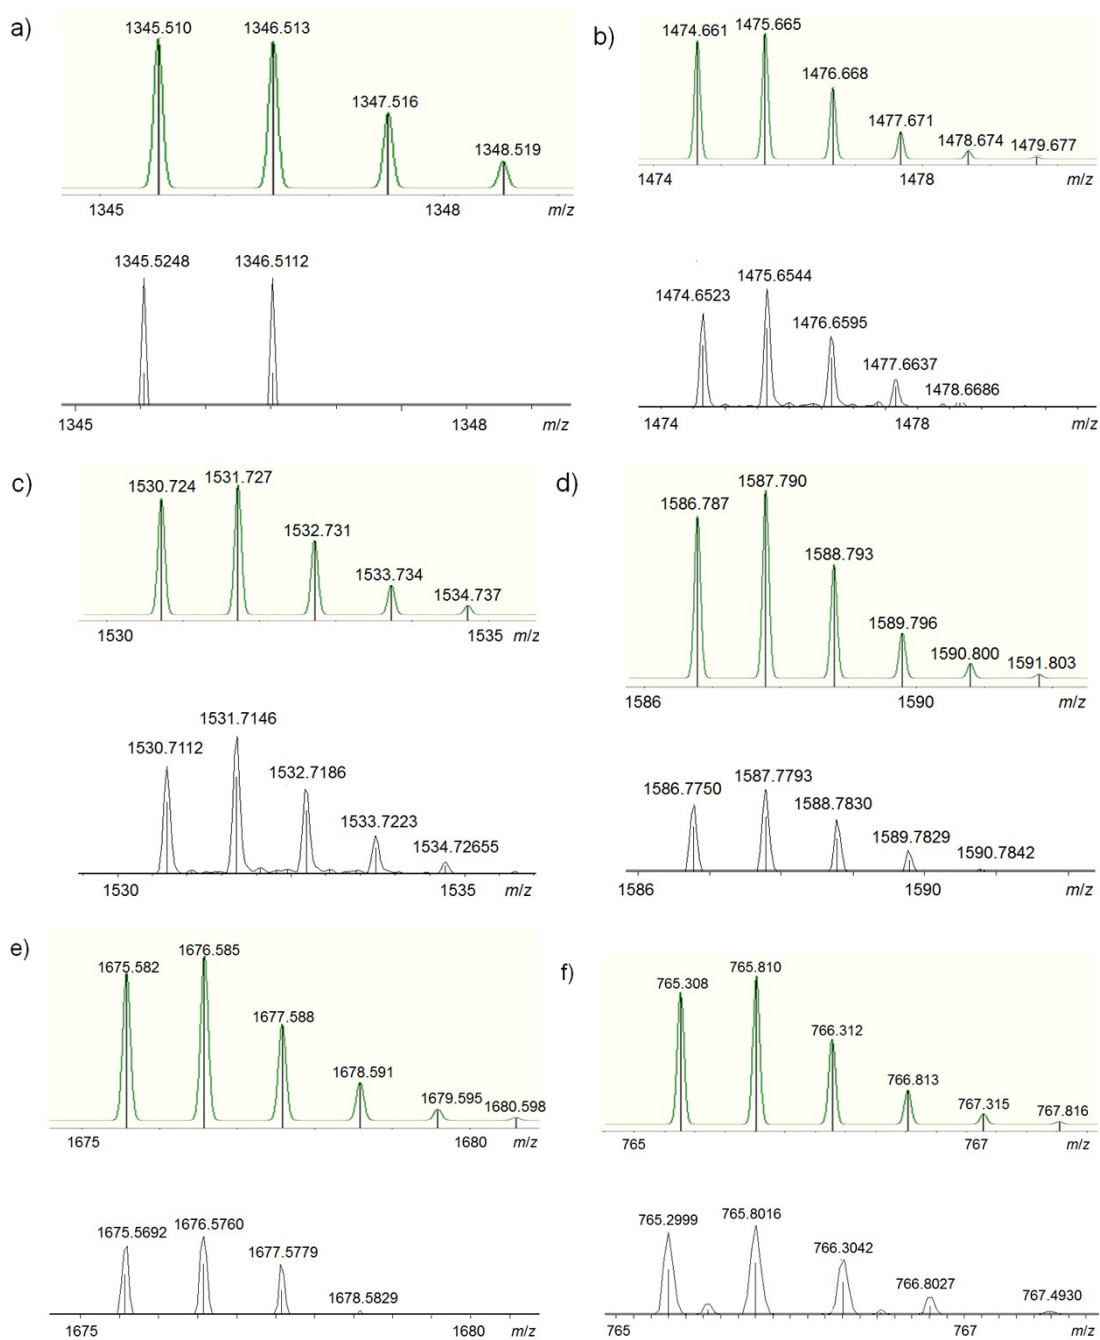 a)
1345.510 1346.513
1347.516
1348.519
1345 1348 m/z
1345.5248 1346.5112
1345 1348 m/z
b)
1474.661 1475.665
1476.668
1477.671
1478.674 1479.677
1474 1478 m/z
1474.6523 1475.6544
1476.6595
1477.6637
1478.6686
1474 1478 m/z
c)
1530.724 1531.727
1532.731
1533.734
1534.737
1530 1535 m/z
1530.7112 1531.7146
1532.7186
1533.7223
1534.72655
1530 1535 m/z
d)
1586.787 1587.790
1588.793
1589.796
1590.800 1591.803
1586 1590 m/z
1586.7750 1587.7793
1588.7830
1589.7829
1590.7842
1586 1590 m/z
e)
1675.582 1676.585
1677.588
1678.591
1679.595 1680.598
1675 1680 m/z
1675.5692 1676.5760
1677.5779
1678.5829
1675 1680 m/z
f)
765.308 765.810
766.312
766.813
767.315 767.816
765 767 m/z
765.2999 765.8016
766.3042
766.8027
767.4930
765 767 m/z